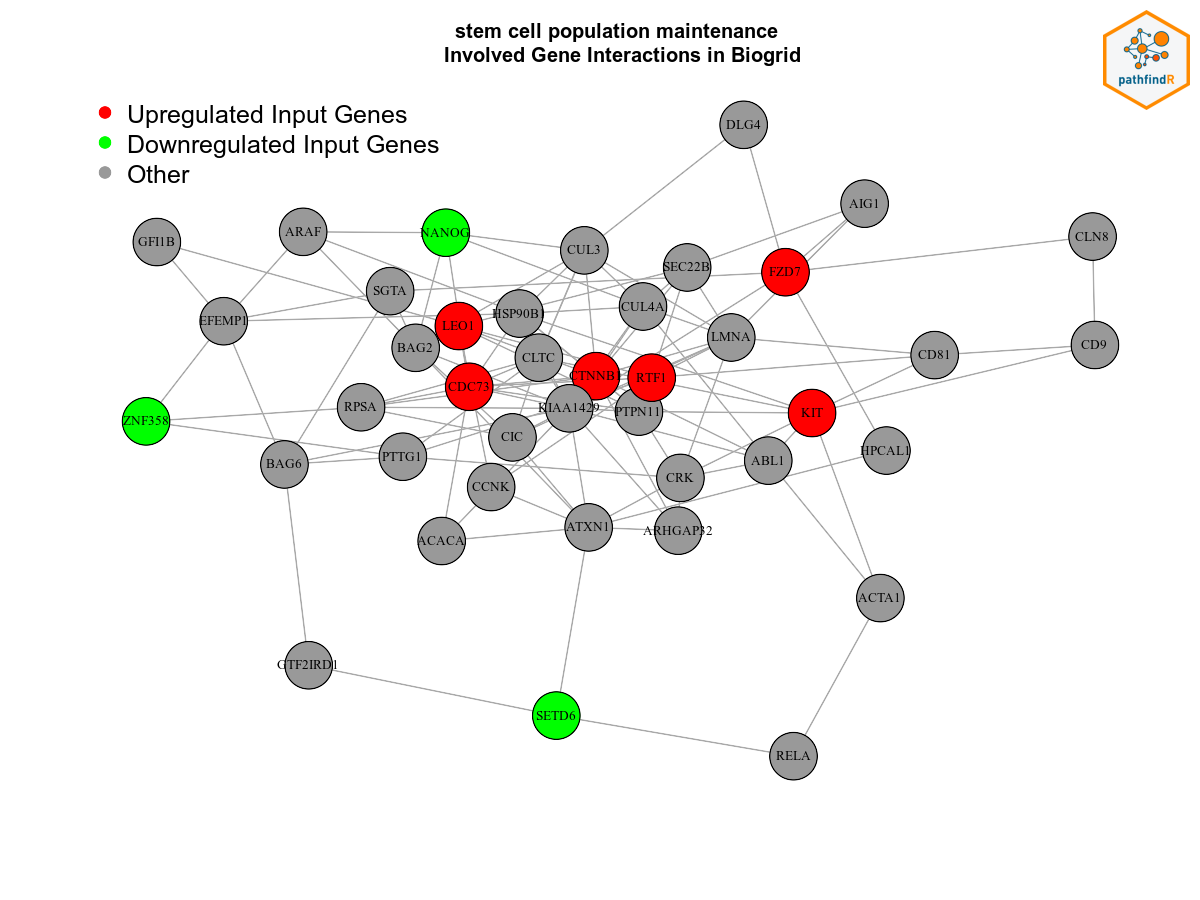 stem cell population maintenance
Involved Gene Interactions in Biogrid
pathfindR
Upregulated Input Genes
Downregulated Input Genes
Other
DLG4
AIG1
GFI1B
ARAF
NANOG
CUL3
CLN8
SEC22B
FZD7
SGTA
EFEMP1
LEO1
HSP90B1
CUL4A
BAG2
CLTC
LMNA
CD81
CD9
CDC73
CTNNB1
RTF1
ZNF358
RPSA
KIAA1429
PTPN11
KIT
BAG6
PTTG1
CIC
CCNK
CRK
ABL1
HPCAL1
ACACA
ATXN1
ARHGAP32
ACTA1
GTF2IRD1
SETD6
RELA